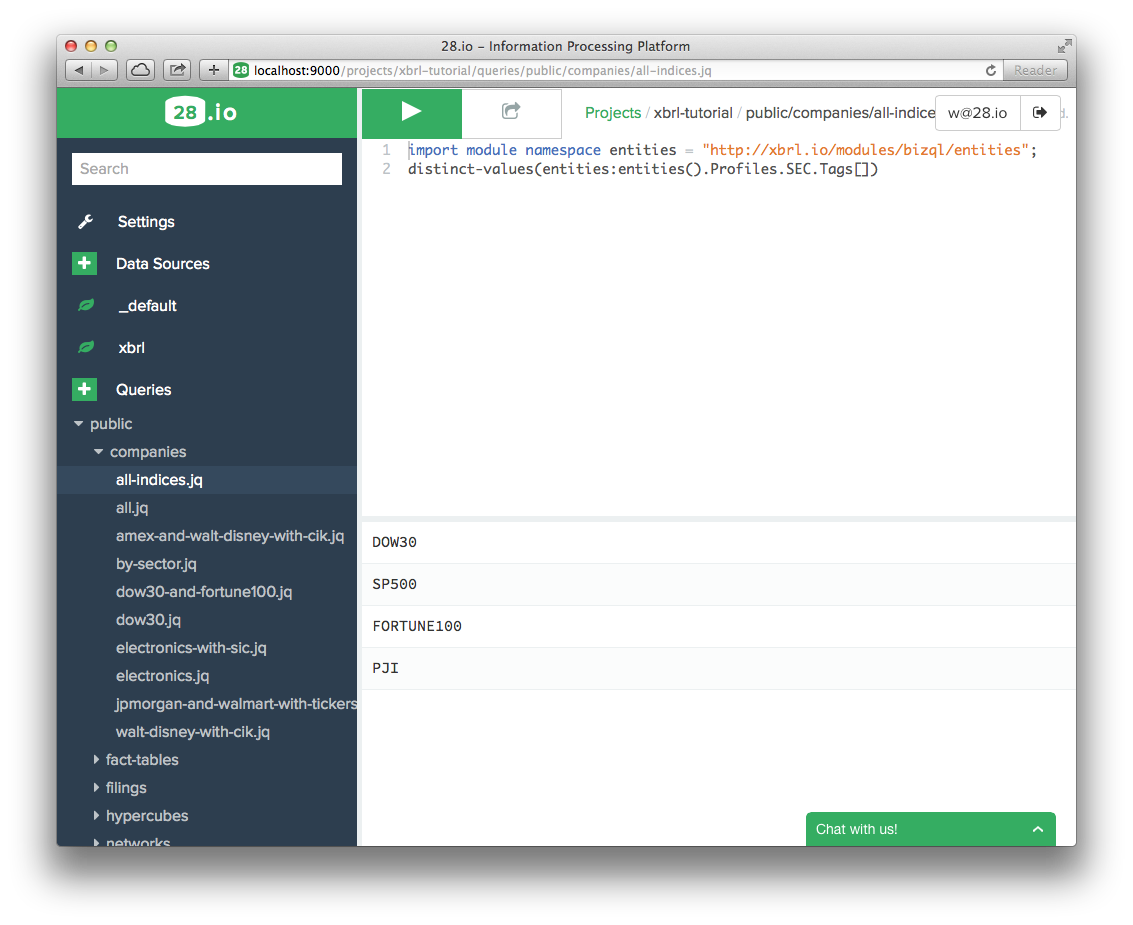 28.io – Information Processing Platform
28 localhost:9000/projects/xbrl-tutorial/queries/public/companies/all-indices.jq
Reader
28.io
Projects / xbrl-tutorial / public/companies/all-indice
w@28.io
d.
Search
Settings
Data Sources
_default
xbrl
Queries
public
companies
all-indices.jq
all.jq
amex-and-walt-disney-with-cik.jq
by-sector.jq
dow30-and-fortune100.jq
dow30.jq
electronics-with-sic.jq
electronics.jq
jpmorgan-and-walmart-with-tickers
walt-disney-with-cik.jq
fact-tables
filings
hypercubes
networks
1 import module namespace entities = "http://xbrl.io/modules/bizql/entities";
2 distinct-values(entities:entities().Profiles.SEC.Tags[])
DOW30
SP500
FORTUNE100
PJI
Chat with us!